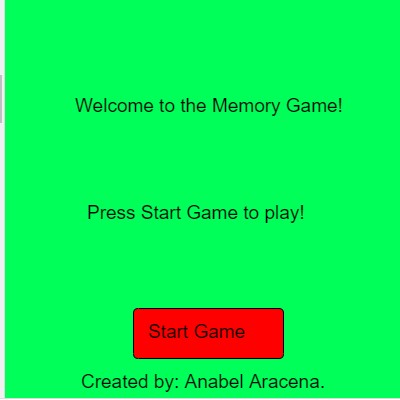 Welcome to the Memory Game!
Press Start Game to play!
Start Game
Created by: Anabel Aracena.